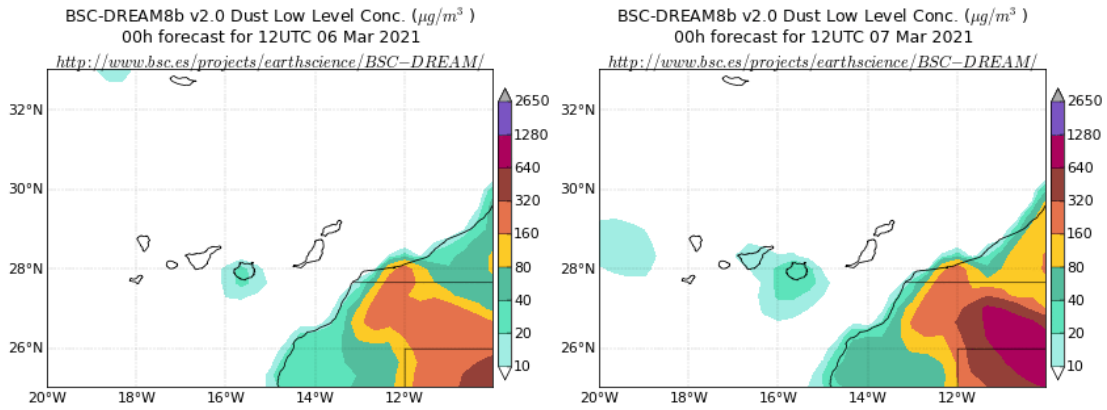 BSC-DREAM8b v2.0 Dust Low Level Conc. (μg/m³ )
00h forecast for 12UTC 06 Mar 2021
http://www.bsc.es/projects/earthscience/BSC−DREAM/
32°N
30°N
28°N
26°N
20°W 18°W 16°W 14°W 12°W
2650
1280
640
320
160
80
40
20
10
BSC-DREAM8b v2.0 Dust Low Level Conc. (μg/m³ )
00h forecast for 12UTC 07 Mar 2021
http://www.bsc.es/projects/earthscience/BSC−DREAM/
32°N
30°N
28°N
26°N
20°W 18°W 16°W 14°W 12°W
2650
1280
640
320
160
80
40
20
10